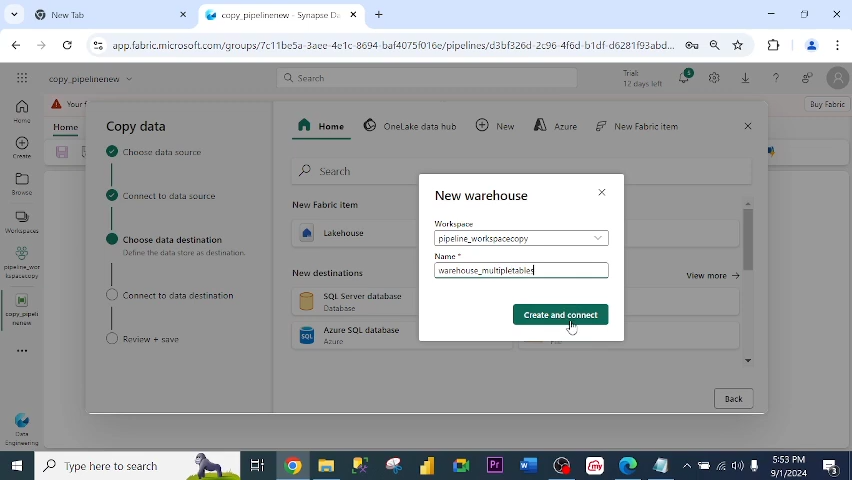 New Tab
copy_pipelinenew - Synapse Da
app.fabric.microsoft.com/groups/7c11be5a-3aee-4e1c-8694-baf4075f016e/pipelines/d3bf326d-2c96-4f6d-b1df-d6281f93abd...
copy_pipelinenew
Search
Trial:
12 days left
Your f
Buy Fabric
Home
Home
Create
Browse
Workspaces
pipeline_wor
kspacecopy
copy_pipeli
nenew
Data
Engineering
Copy data
Choose data source
Connect to data source
Choose data destination
Define the data store as destination.
Connect to data destination
Review + save
Home
OneLake data hub
New
Azure
New Fabric item
Search
New Fabric item
Lakehouse
New destinations
View more
SQL Server database
Database
Azure SQL database
Azure
Back
New warehouse
Workspace
pipeline_workspacecopy
Name *
warehouse_multipletables
Create and connect
Type here to search
5:53 PM
9/1/2024